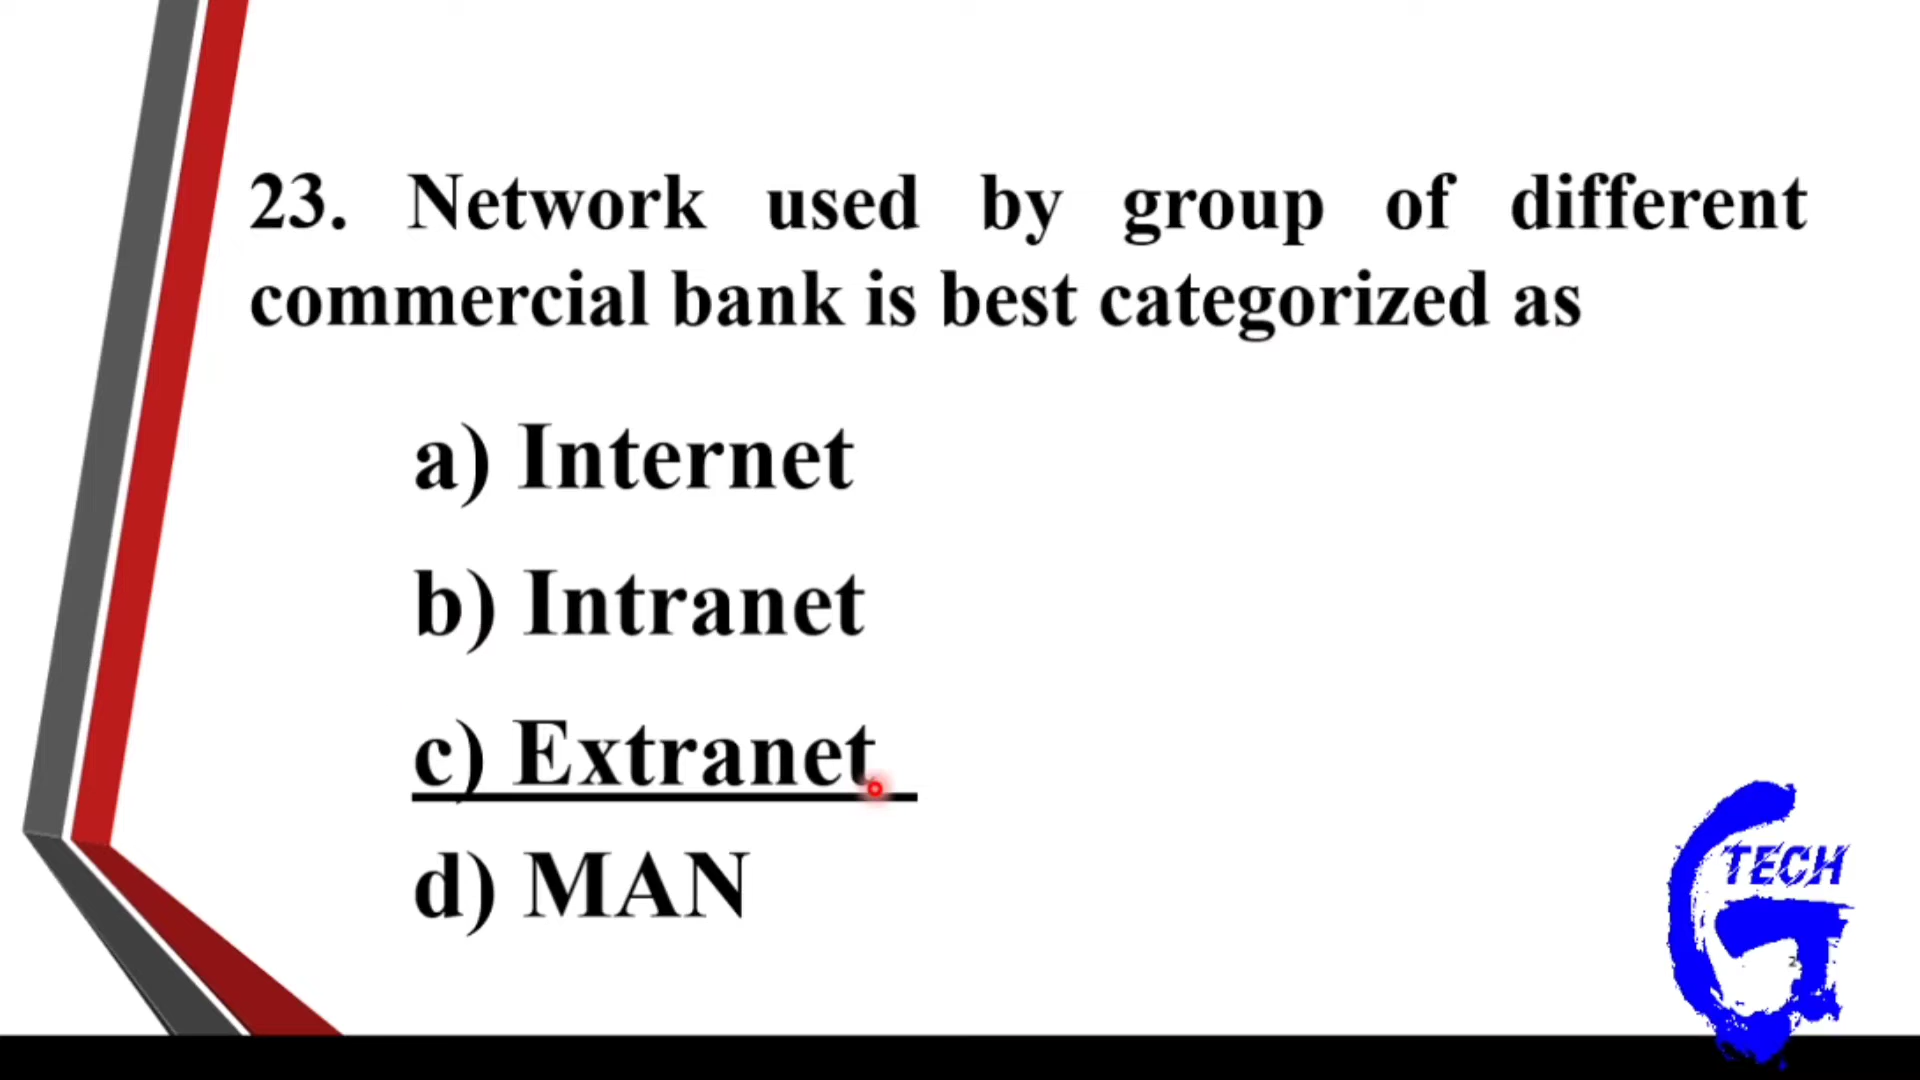 23. Network used by group of different
commercial bank is best categorized as
a) Internet
b) Intranet
c) Extranet
d) MAN
TECH